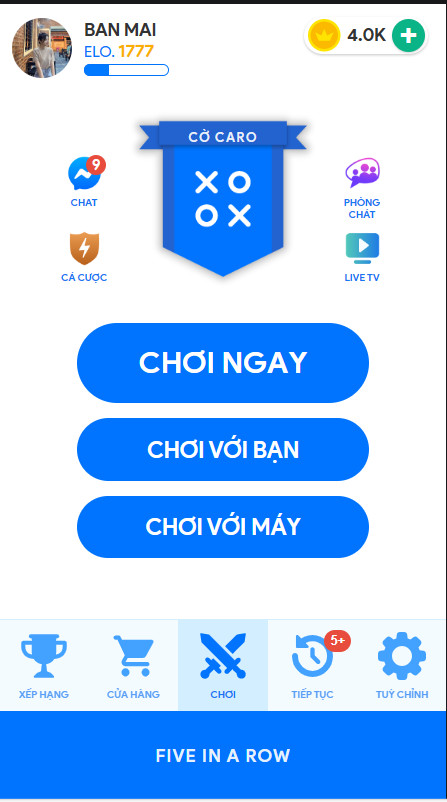 BAN MAI
ELO. 1777
4.0K
CỜ CARO
9
CHAT
PHÒNG
CHÁT
CÁ CƯỢC
LIVE TV
CHƠI NGAY
CHƠI VỚI BẠN
CHƠI VỚI MÁY
5+
XẾP HẠNG
CỬA HÀNG
CHƠI
TIẾP TỤC
TUỲ CHỈNH
FIVE IN A ROW